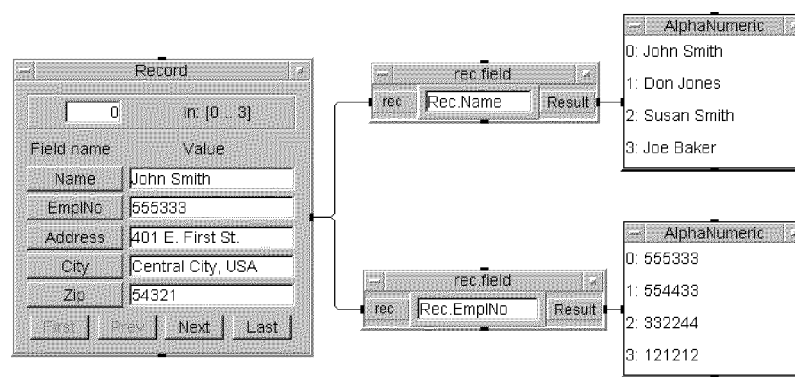 Record
0 in: [0 .. 3]
Field name Value
Name John Smith
EmplNo 555333
Address 401 E. First St.
City Central City, USA
Zip 54321
First Prev Next Last
rec.field
rec Rec.Name Result
rec.field
rec Rec.EmplNo Result
AlphaNumeric
0: John Smith
1: Don Jones
2: Susan Smith
3: Joe Baker
AlphaNumeric
0: 555333
1: 554433
2: 332244
3: 121212